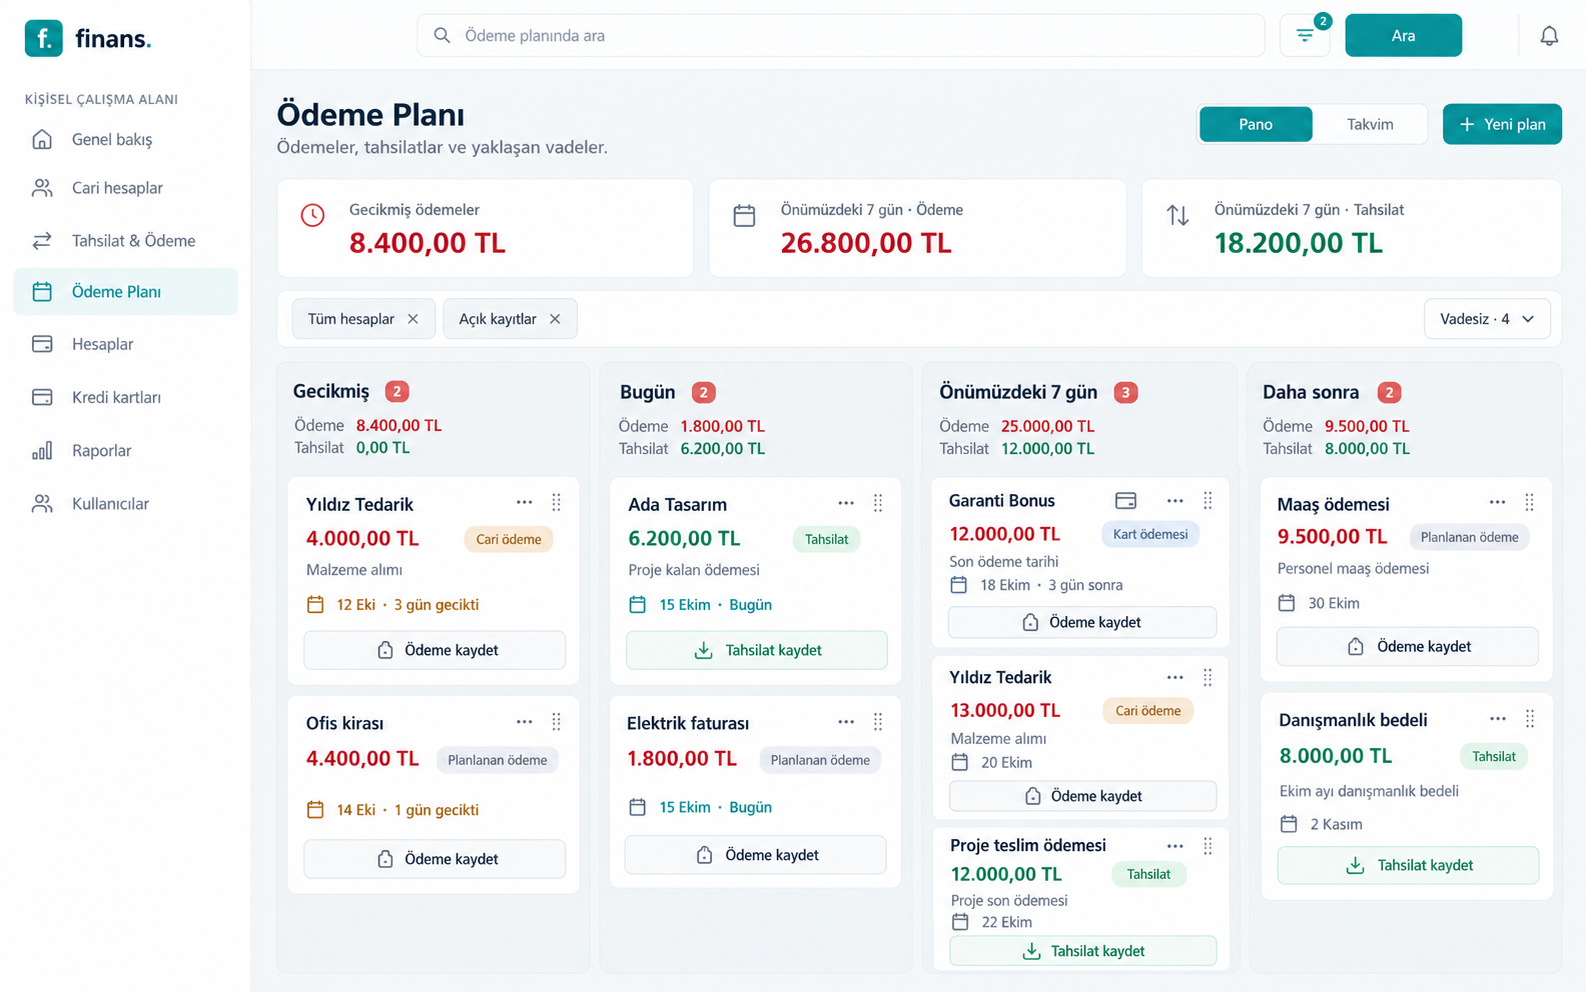 f. finans.
Ödeme planında ara
2
Ara
KİŞİSEL ÇALIŞMA ALANI
Genel bakış
Cari hesaplar
Tahsilat & Ödeme
Ödeme Planı
Hesaplar
Kredi kartları
Raporlar
Kullanıcılar
Ödeme Planı
Ödemeler, tahsilatlar ve yaklaşan vadeler.
Pano
Takvim
+ Yeni plan
Gecikmiş ödemeler
8.400,00 TL
Önümüzdeki 7 gün · Ödeme
26.800,00 TL
Önümüzdeki 7 gün · Tahsilat
18.200,00 TL
Tüm hesaplar ×
Açık kayıtlar ×
Vadesiz · 4
Gecikmiş 2
Ödeme 8.400,00 TL
Tahsilat 0,00 TL
Yıldız Tedarik
4.000,00 TL Cari ödeme
Malzeme alımı
12 Eki · 3 gün gecikti
Ödeme kaydet
Ofis kirası
4.400,00 TL Planlanan ödeme
14 Eki · 1 gün gecikti
Ödeme kaydet
Bugün 2
Ödeme 1.800,00 TL
Tahsilat 6.200,00 TL
Ada Tasarım
6.200,00 TL Tahsilat
Proje kalan ödemesi
15 Ekim · Bugün
Tahsilat kaydet
Elektrik faturası
1.800,00 TL Planlanan ödeme
15 Ekim · Bugün
Ödeme kaydet
Önümüzdeki 7 gün 3
Ödeme 25.000,00 TL
Tahsilat 12.000,00 TL
Garanti Bonus
12.000,00 TL Kart ödemesi
Son ödeme tarihi
18 Ekim · 3 gün sonra
Ödeme kaydet
Yıldız Tedarik
13.000,00 TL Cari ödeme
Malzeme alımı
20 Ekim
Ödeme kaydet
Proje teslim ödemesi
12.000,00 TL Tahsilat
Proje son ödemesi
22 Ekim
Tahsilat kaydet
Daha sonra 2
Ödeme 9.500,00 TL
Tahsilat 8.000,00 TL
Maaş ödemesi
9.500,00 TL Planlanan ödeme
Personel maaş ödemesi
30 Ekim
Ödeme kaydet
Danışmanlık bedeli
8.000,00 TL Tahsilat
Ekim ayı danışmanlık bedeli
2 Kasım
Tahsilat kaydet